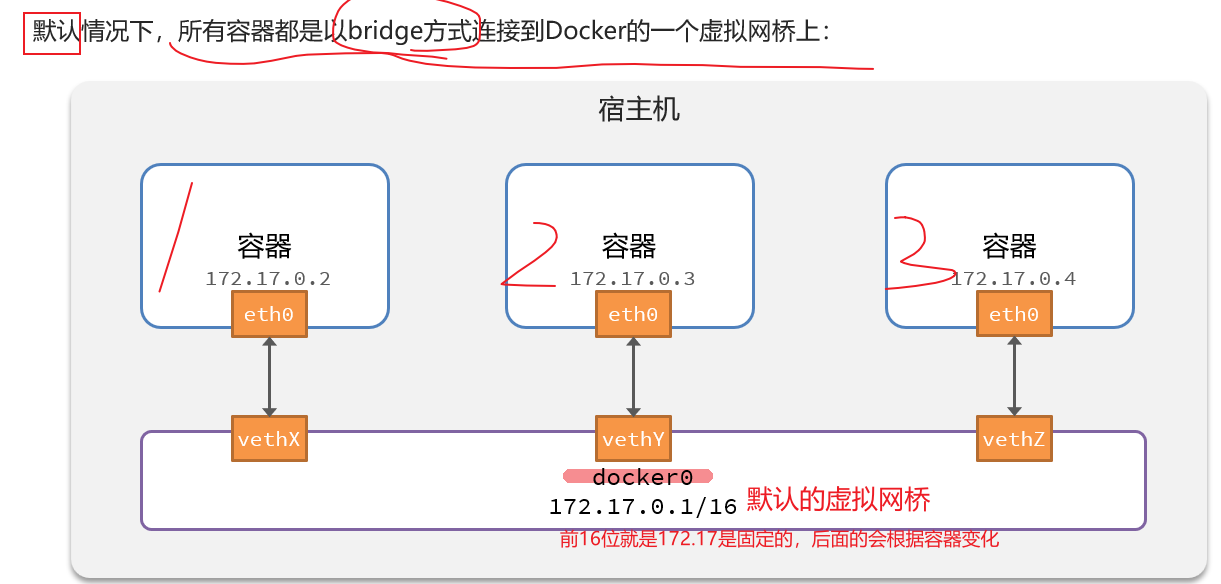 默认情况下，所有容器都是以bridge方式连接到Docker的一个虚拟网桥上：
宿主机
1 2 3
容器 容器 容器
172.17.0.2 172.17.0.3 172.17.0.4
eth0 eth0 eth0
vethX vethY vethZ
docker0
172.17.0.1/16 默认的虚拟网桥
前16位就是172.17是固定的，后面的会根据容器变化